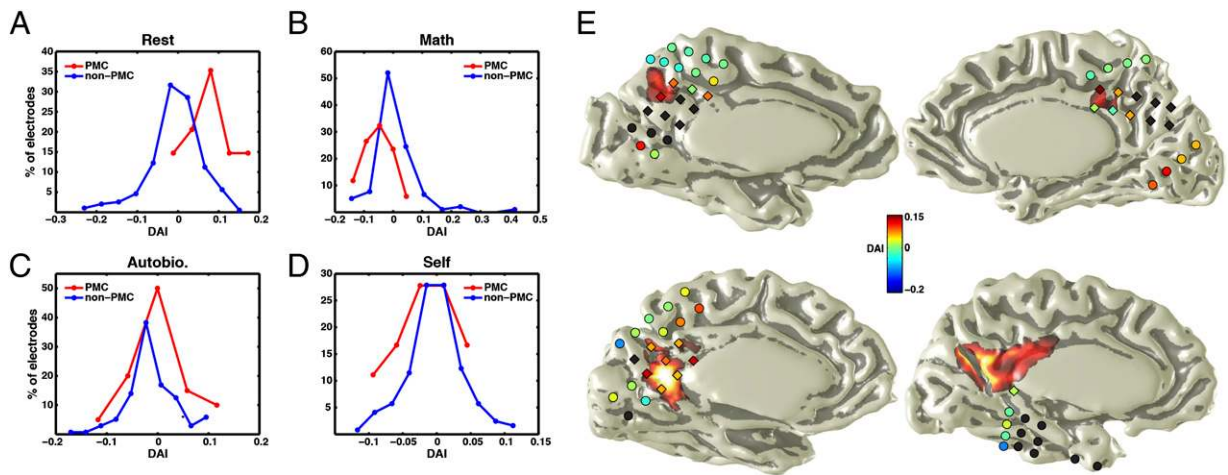 A
Rest
PMC
non-PMC
% of electrodes
40
35
30
25
20
15
10
5
-0.3
-0.2
-0.1
0
0.1
0.2
DAI
B
Math
PMC
non-PMC
60
50
40
30
20
10
-0.2
-0.1
0
0.1
0.2
0.3
0.4
0.5
DAI
C
Autobio.
PMC
non-PMC
% of electrodes
50
40
30
20
10
-0.2
-0.1
0
0.1
0.2
DAI
D
Self
PMC
non-PMC
30
25
20
15
10
5
-0.15
-0.1
-0.05
0
0.05
0.1
0.15
DAI
E
0.15
DAI
0
-0.2